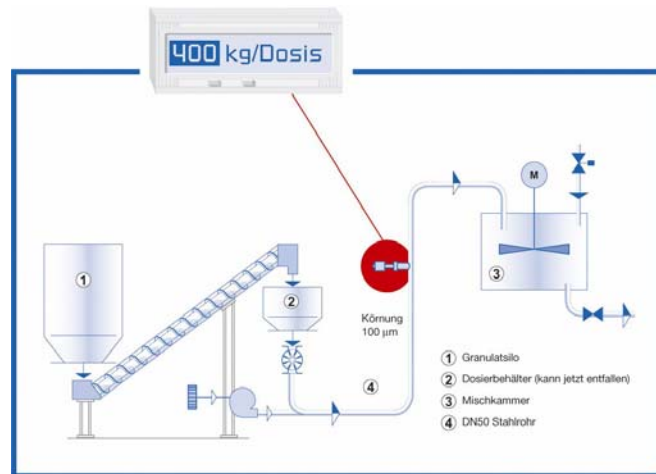 400 kg/Dosis
M
1
2
3
Körnung
100 µm
4
1 Granulatsilo
2 Dosierbehälter (kann jetzt entfallen)
3 Mischkammer
4 DN50 Stahlrohr